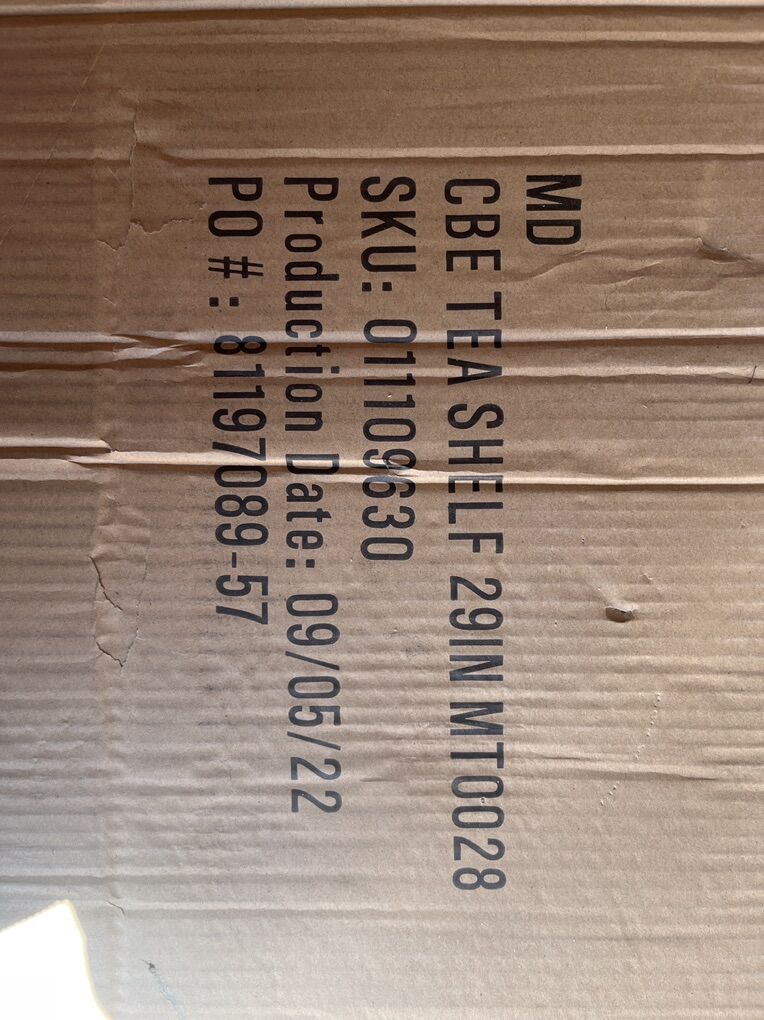 MD
CBE TEA SHELF 29IN MT0028
SKU: 011109630
Production Date: 09/05/22
PO #: 81197089-57